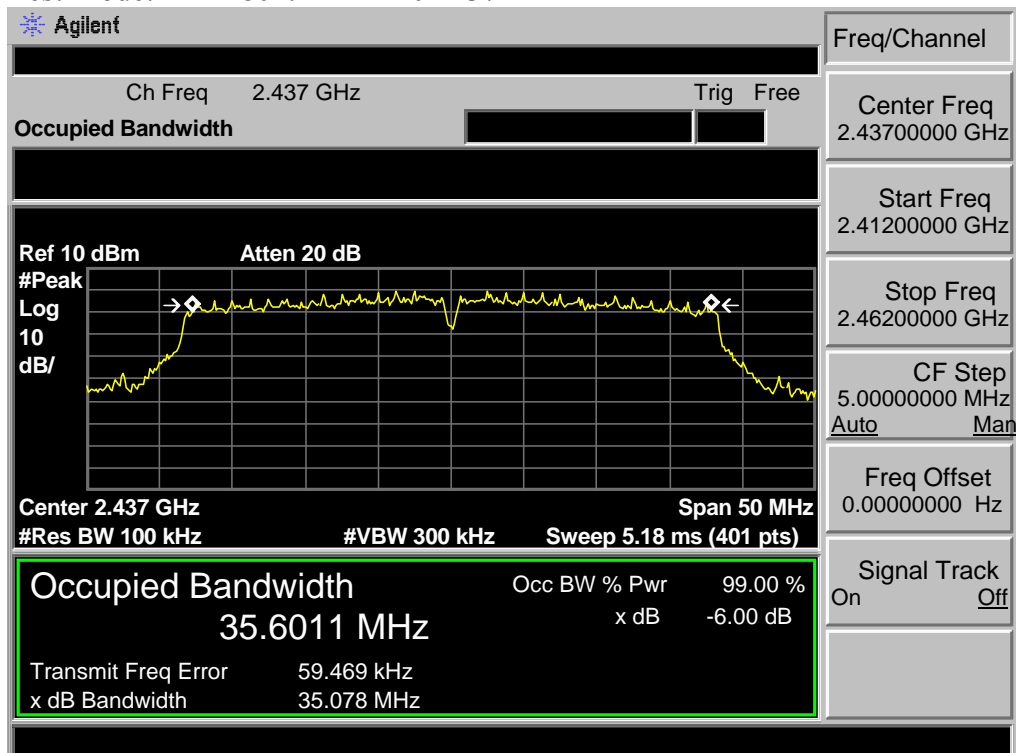 Agilent
Freq/Channel
Ch Freq 2.437 GHz Trig Free
Occupied Bandwidth
Center Freq
2.43700000 GHz
Start Freq
2.41200000 GHz
Ref 10 dBm Atten 20 dB
#Peak
Log
10
dB/
Stop Freq
2.46200000 GHz
CF Step
5.00000000 MHz
Auto Man
Center 2.437 GHz Span 50 MHz
#Res BW 100 kHz #VBW 300 kHz Sweep 5.18 ms (401 pts)
Freq Offset
0.00000000 Hz
Occupied Bandwidth Occ BW % Pwr 99.00 %
35.6011 MHz x dB -6.00 dB
Signal Track
On Off
Transmit Freq Error 59.469 kHz
x dB Bandwidth 35.078 MHz